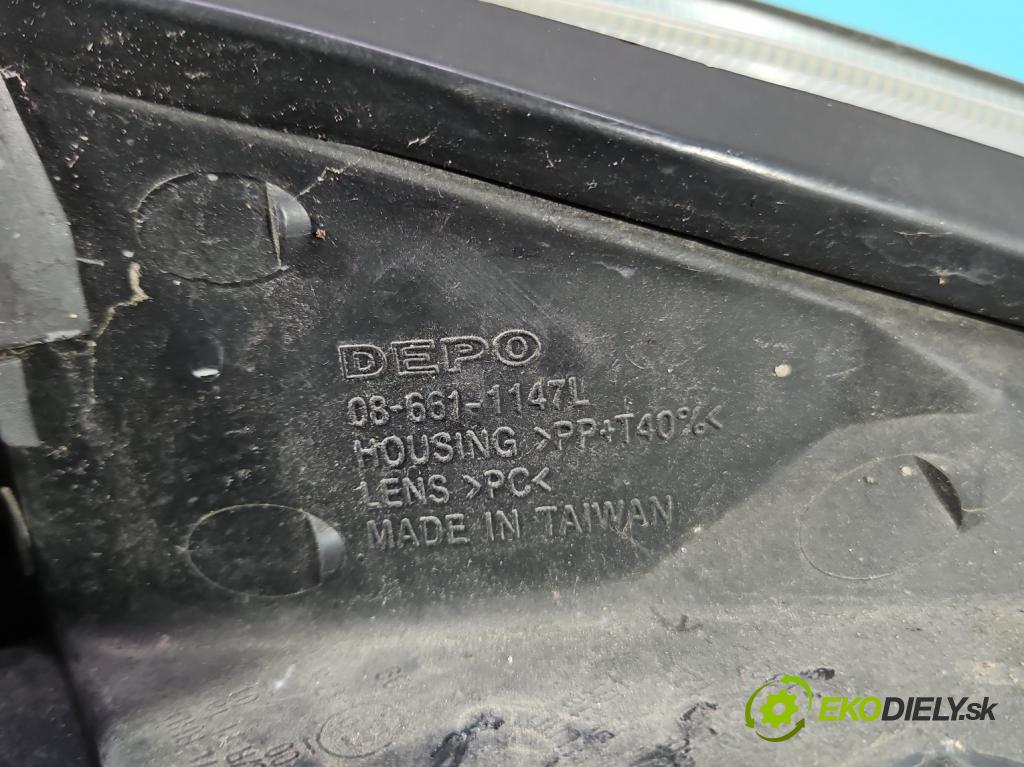 DEPO
08-661-1147L
HOUSING >PP+T40%<
LENS >PC<
MADE IN TAIWAN
EKODIELY.sk